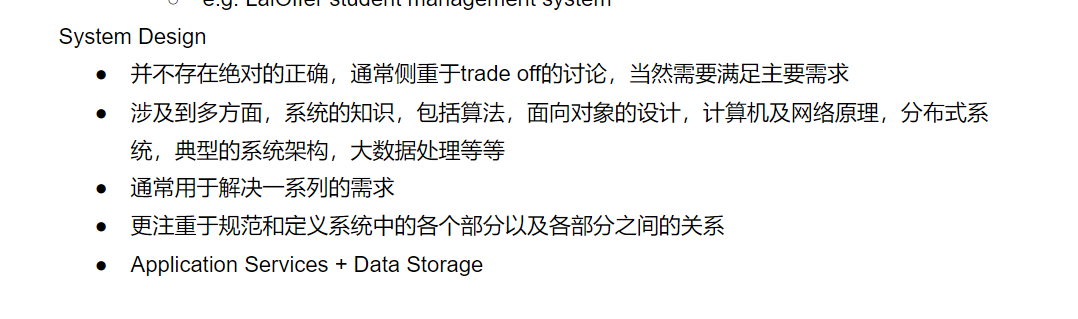 e.g. LaiOffer student management system
System Design
● 并不存在绝对的正确，通常侧重于trade off的讨论，当然需要满足主要需求
● 涉及到多方面，系统的知识，包括算法，面向对象的设计，计算机及网络原理，分布式系
统，典型的系统架构，大数据处理等等
● 通常用于解决一系列的需求
● 更注重于规范和定义系统中的各个部分以及各部分之间的关系
● Application Services + Data Storage